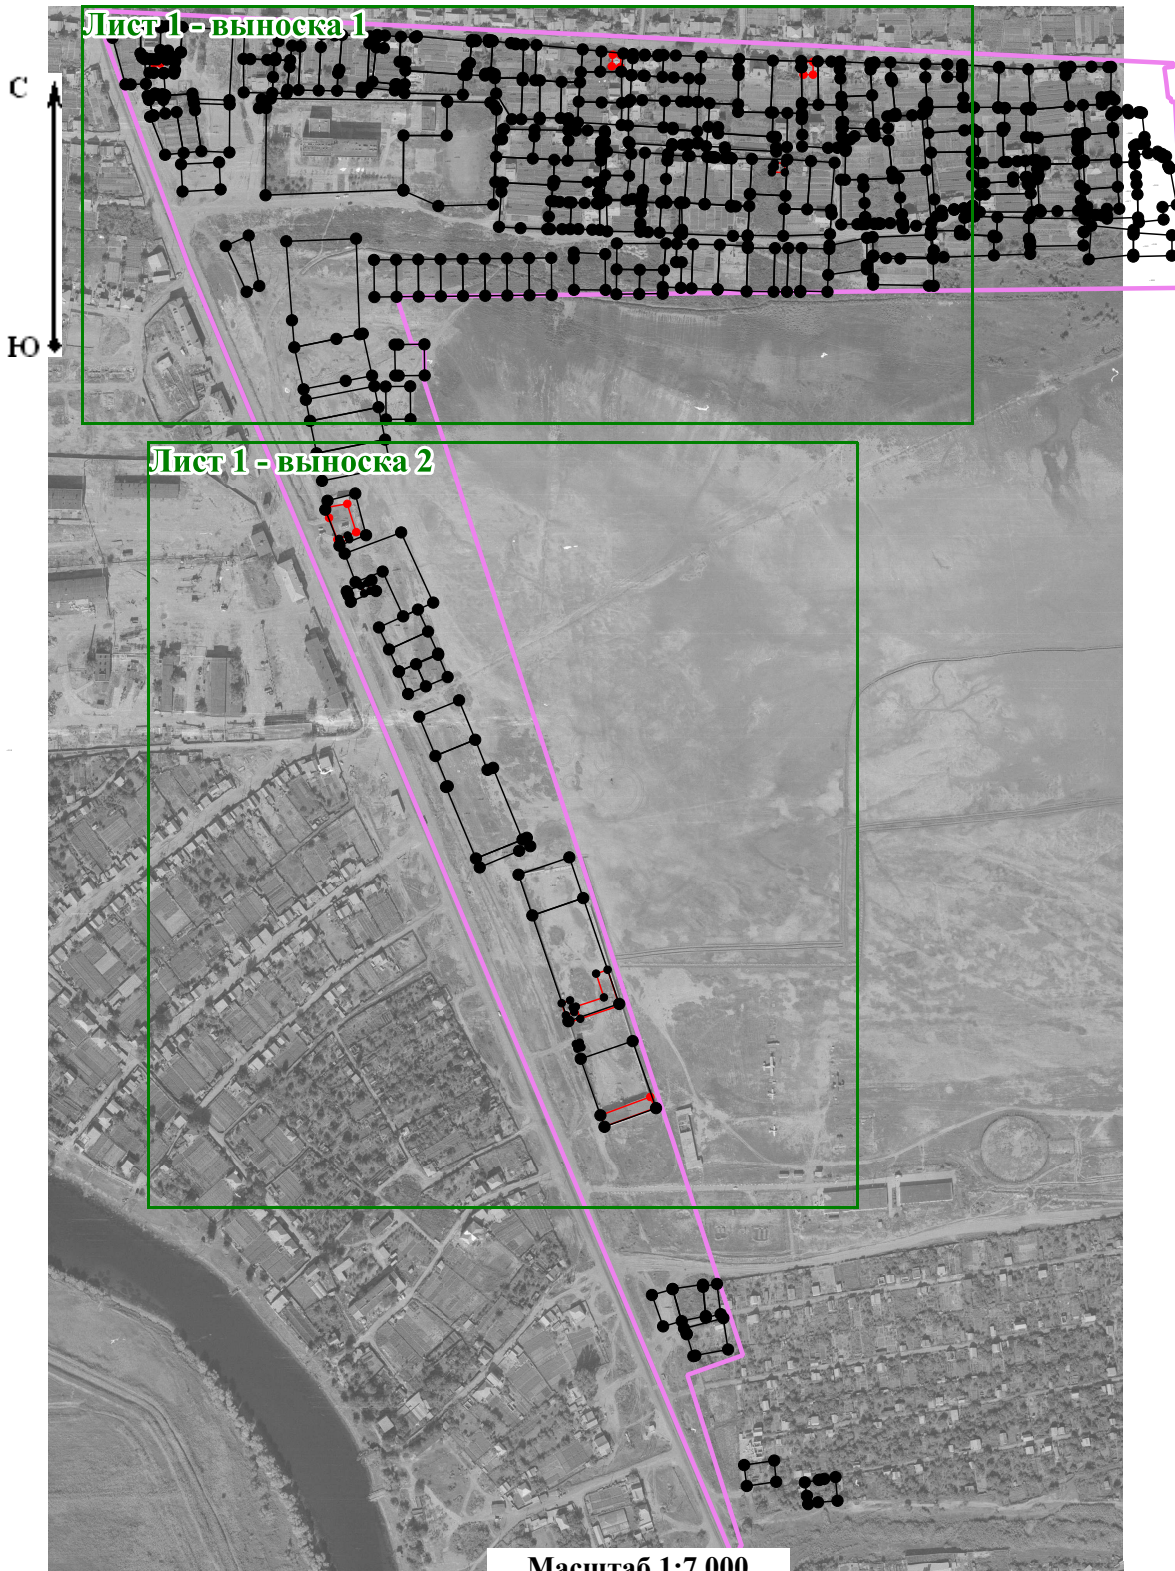 Лист 1 - выноска 1
С
Ю
Лист 1 - выноска 2
Масштаб 1:7 000